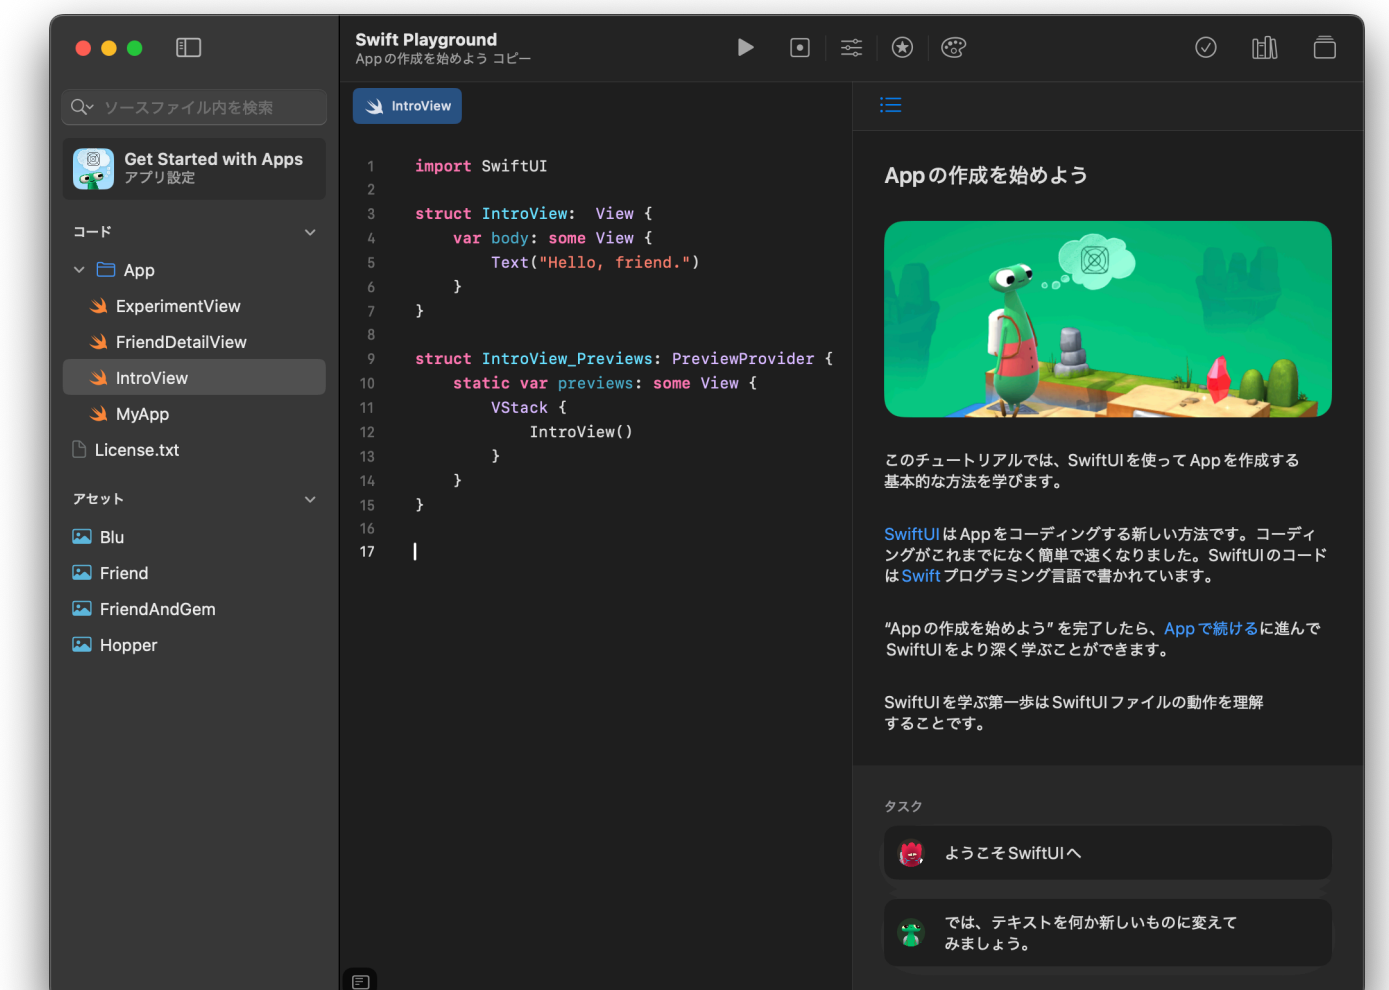 Swift Playground
Appの作成を始めよう コピー
ソースファイル内を検索
Get Started with Apps
アプリ設定
コード
App
ExperimentView
FriendDetailView
IntroView
MyApp
License.txt
アセット
Blu
Friend
FriendAndGem
Hopper
IntroView
1 import SwiftUI
2
3 struct IntroView:  View {
4     var body: some View {
5         Text("Hello, friend.")
6     }
7 }
8
9 struct IntroView_Previews: PreviewProvider {
10     static var previews: some View {
11         VStack {
12             IntroView()
13         }
14     }
15 }
16
17
Appの作成を始めよう
このチュートリアルでは、SwiftUIを使ってAppを作成する
基本的な方法を学びます。
SwiftUIはAppをコーディングする新しい方法です。コーディ
ングがこれまでになく簡単で速くなりました。SwiftUIのコード
はSwiftプログラミング言語で書かれています。
“Appの作成を始めよう” を完了したら、Appで続けるに進んで
SwiftUIをより深く学ぶことができます。
SwiftUIを学ぶ第一歩はSwiftUIファイルの動作を理解
することです。
タスク
ようこそSwiftUIへ
では、テキストを何か新しいものに変えて
みましょう。